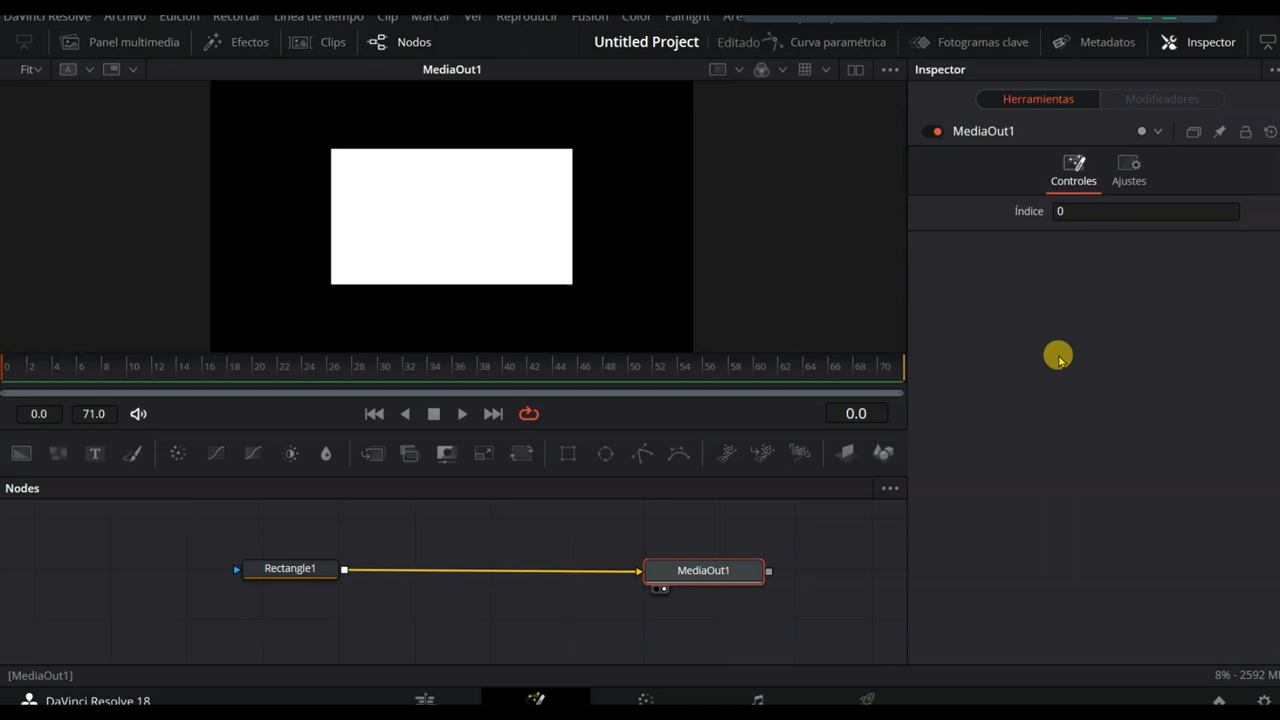 DaVinci Resolve Archivo Edición Recortar Línea de tiempo Clip Marcar Ver Reproducir Fusion Color Fairlight
Panel multimedia Efectos Clips Nodos Untitled Project Editado Curva paramétrica Fotogramas clave Metadatos Inspector
Fit MediaOut1 Inspector
Herramientas Modificadores
MediaOut1
Controles Ajustes
Índice 0
0 2 4 6 8 10 12 14 16 18 20 22 24 26 28 30 32 34 36 38 40 42 44 46 48 50 52 54 56 58 60 62 64 66 68 70
0.0 71.0 0.0
T
Nodes
Rectangle1 MediaOut1
[MediaOut1] 8% - 2592 M
DaVinci Resolve 18